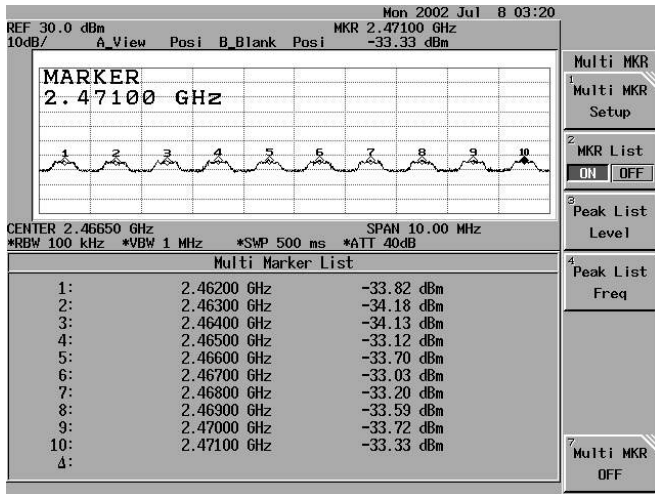 Mon 2002 Jul 8 03:20
REF 30.0 dBm MKR 2.47100 GHz
10dB/ A_View Posi B_Blank Posi -33.33 dBm
MARKER
2.47100 GHz
1 2 3 4 5 6 7 8 9 10
CENTER 2.46650 GHz SPAN 10.00 MHz
*RBW 100 kHz *VBW 1 MHz *SWP 500 ms *ATT 40dB
Multi Marker List
1: 2.46200 GHz -33.82 dBm
2: 2.46300 GHz -34.18 dBm
3: 2.46400 GHz -34.13 dBm
4: 2.46500 GHz -33.12 dBm
5: 2.46600 GHz -33.70 dBm
6: 2.46700 GHz -33.03 dBm
7: 2.46800 GHz -33.20 dBm
8: 2.46900 GHz -33.59 dBm
9: 2.47000 GHz -33.72 dBm
10: 2.47100 GHz -33.33 dBm
Δ:
Multi MKR
1
Multi MKR
Setup
2
MKR List
ON OFF
3
Peak List
Level
4
Peak List
Freq
7
Multi MKR
OFF